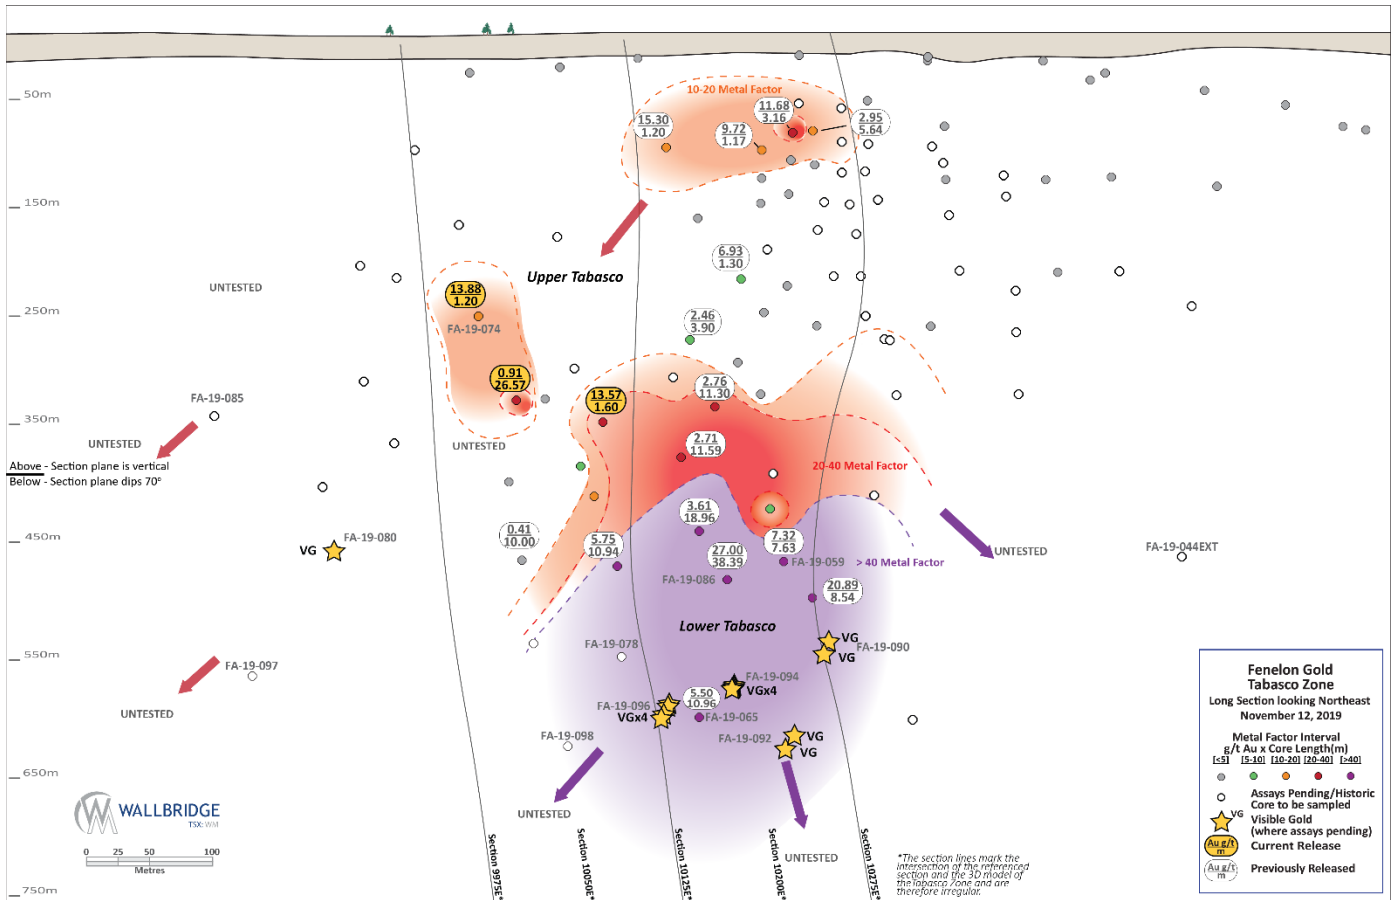 50m
150m
250m
350m
Above - Section plane is vertical
Below - Section plane dips 70°
450m
550m
650m
750m
10-20 Metal Factor
15.30
1.20
9.72
1.17
11.68
3.16
2.95
5.64
6.93
1.30
Upper Tabasco
UNTESTED
13.88
1.20
FA-19-074
2.46
3.90
0.91
26.57
13.57
1.60
2.76
11.30
FA-19-085
UNTESTED
UNTESTED
2.71
11.59
20-40 Metal Factor
3.61
18.96
0.41
10.00
5.75
10.94
27.00
38.39
7.32
7.63
FA-19-059
> 40 Metal Factor
UNTESTED
FA-19-044EXT
VG
FA-19-080
FA-19-086
20.89
8.54
Lower Tabasco
VG
FA-19-090
VG
FA-19-078
FA-19-097
FA-19-094
VGx4
5.50
10.96
FA-19-096
VGx4
FA-19-065
UNTESTED
FA-19-098
FA-19-092
VG
VG
UNTESTED
UNTESTED
Section 9975E*
Section 10050E*
Section 10125E*
Section 10200E*
Section 10275E*
*The section lines mark the
intersection of the referenced
section and the 3D model of
the Tabasco Zone and are
therefore irregular.
WALLBRIDGE
TSX: WM
0 25 50 100
Metres
Fenelon Gold
Tabasco Zone
Long Section looking Northeast
November 12, 2019
Metal Factor Interval
g/t Au x Core Length(m)
[<5] [5-10] [10-20] [20-40] [>40]
Assays Pending/Historic
Core to be sampled
VG
Visible Gold
(where assays pending)
Au g/t
m
Current Release
Au g/t
m
Previously Released